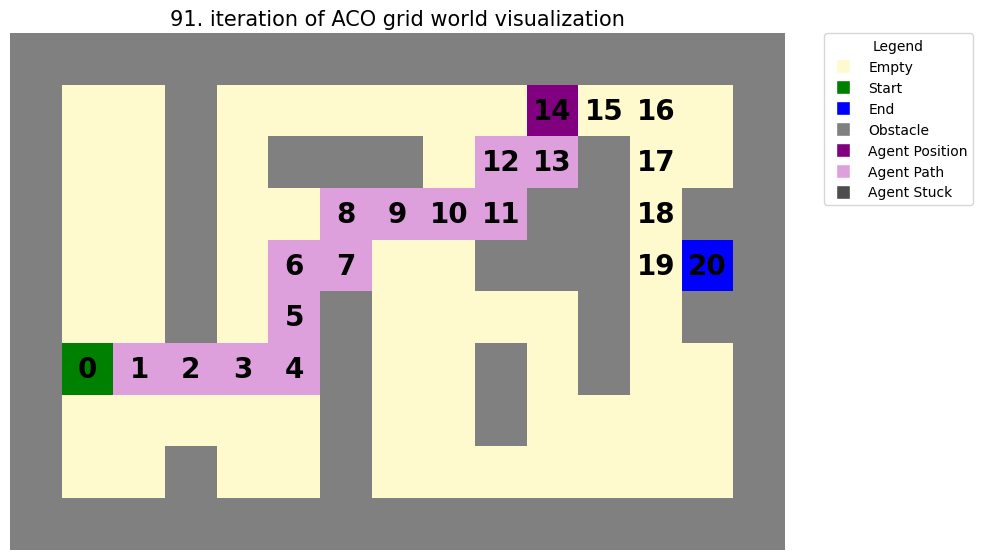 91. iteration of ACO grid world visualization
14 15 16
12 13 17
8 9 10 11 18
6 7 19 20
5
0 1 2 3 4
Legend
Empty
Start
End
Obstacle
Agent Position
Agent Path
Agent Stuck